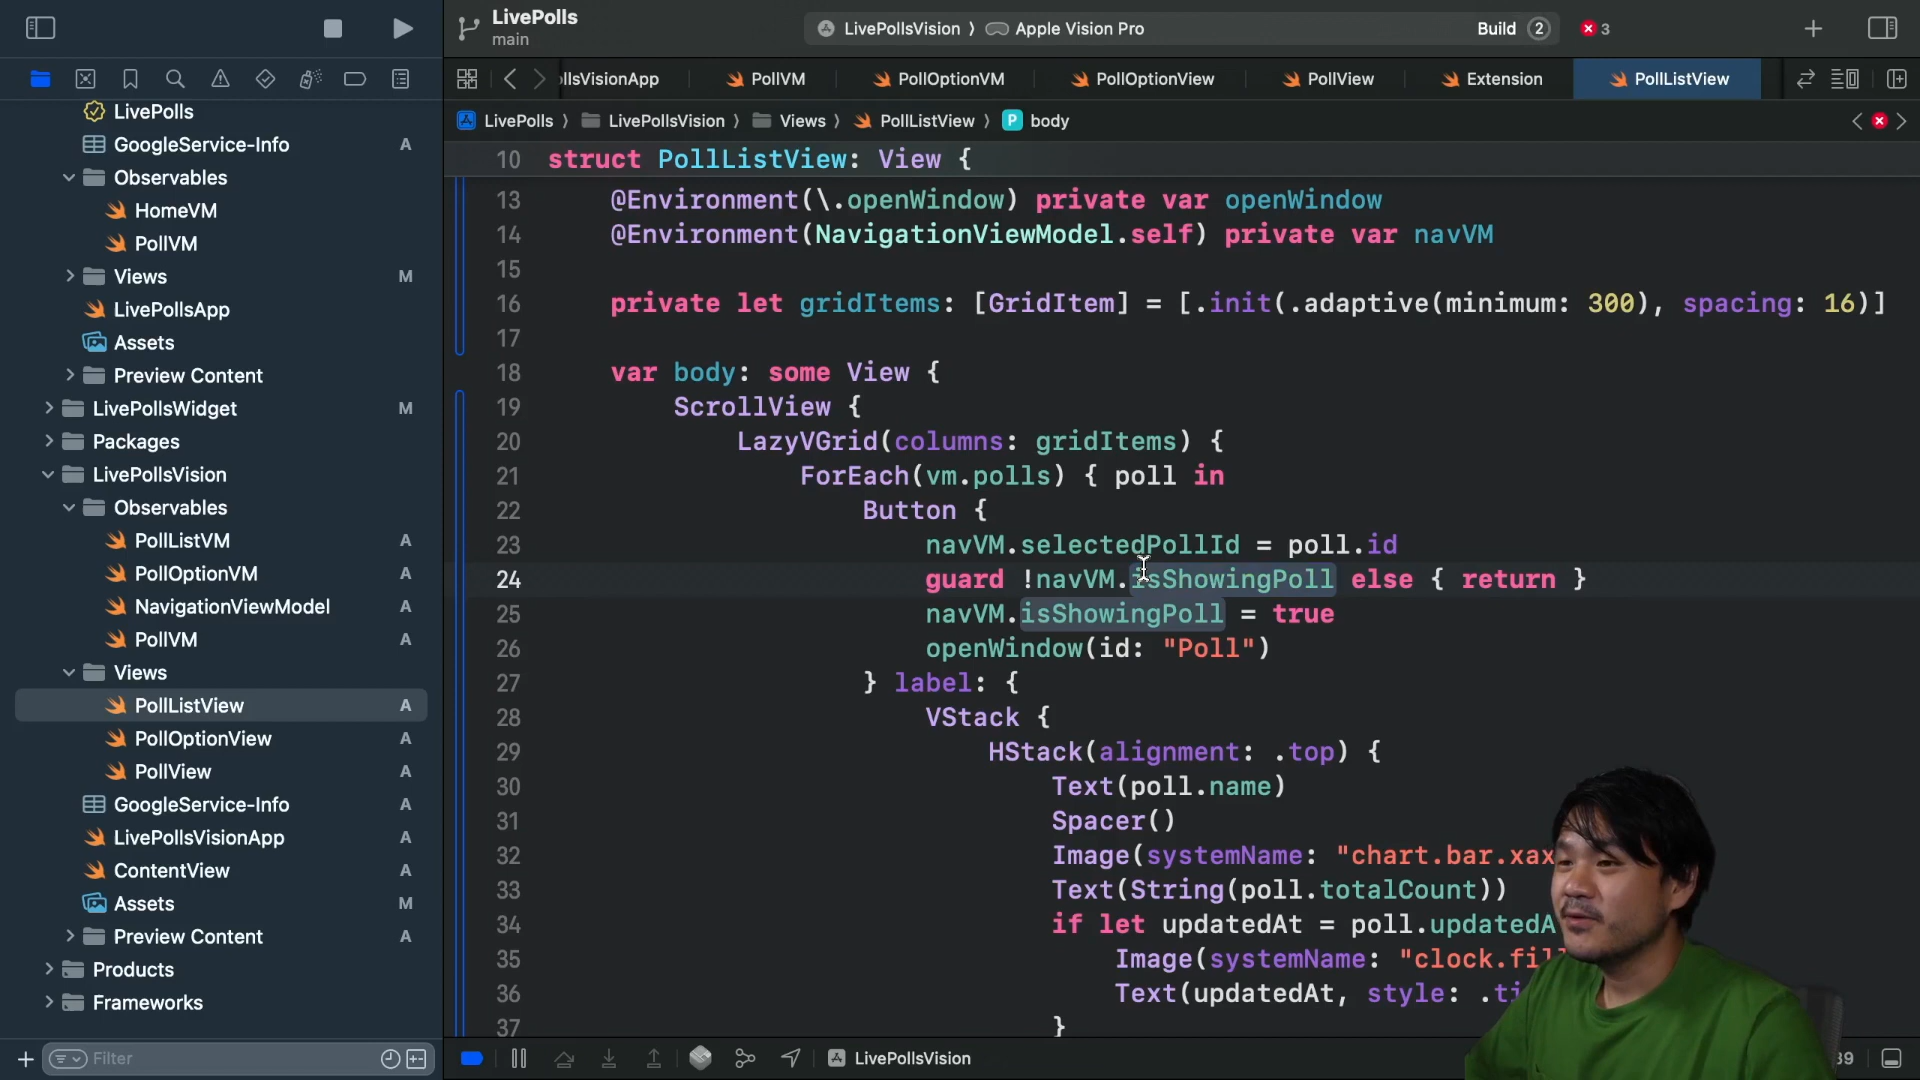 LivePolls
main
LivePollsVision 〉 Apple Vision Pro
Build 2
3
llsVisionApp
PollVM
PollOptionVM
PollOptionView
PollView
Extension
PollListView
LivePolls 〉 LivePollsVision 〉 Views 〉 PollListView 〉 P body
LivePolls
GoogleService-Info A
Observables
HomeVM
PollVM
Views M
LivePollsApp
Assets
Preview Content
LivePollsWidget M
Packages
LivePollsVision
Observables
PollListVM A
PollOptionVM A
NavigationViewModel A
PollVM A
Views
PollListView A
PollOptionView A
PollView A
GoogleService-Info A
LivePollsVisionApp A
ContentView A
Assets M
Preview Content A
Products
Frameworks
Filter
10 struct PollListView: View {
13 @Environment(\.openWindow) private var openWindow
14 @Environment(NavigationViewModel.self) private var navVM
15
16 private let gridItems: [GridItem] = [.init(.adaptive(minimum: 300), spacing: 16)]
17
18 var body: some View {
19 ScrollView {
20 LazyVGrid(columns: gridItems) {
21 ForEach(vm.polls) { poll in
22 Button {
23 navVM.selectedPollId = poll.id
24 guard !navVM.isShowingPoll else { return }
25 navVM.isShowingPoll = true
26 openWindow(id: "Poll")
27 } label: {
28 VStack {
29 HStack(alignment: .top) {
30 Text(poll.name)
31 Spacer()
32 Image(systemName: "chart.bar.xax
33 Text(String(poll.totalCount))
34 if let updatedAt = poll.updatedA
35 Image(systemName: "clock.fil
36 Text(updatedAt, style: .ti
37 }
LivePollsVision
39